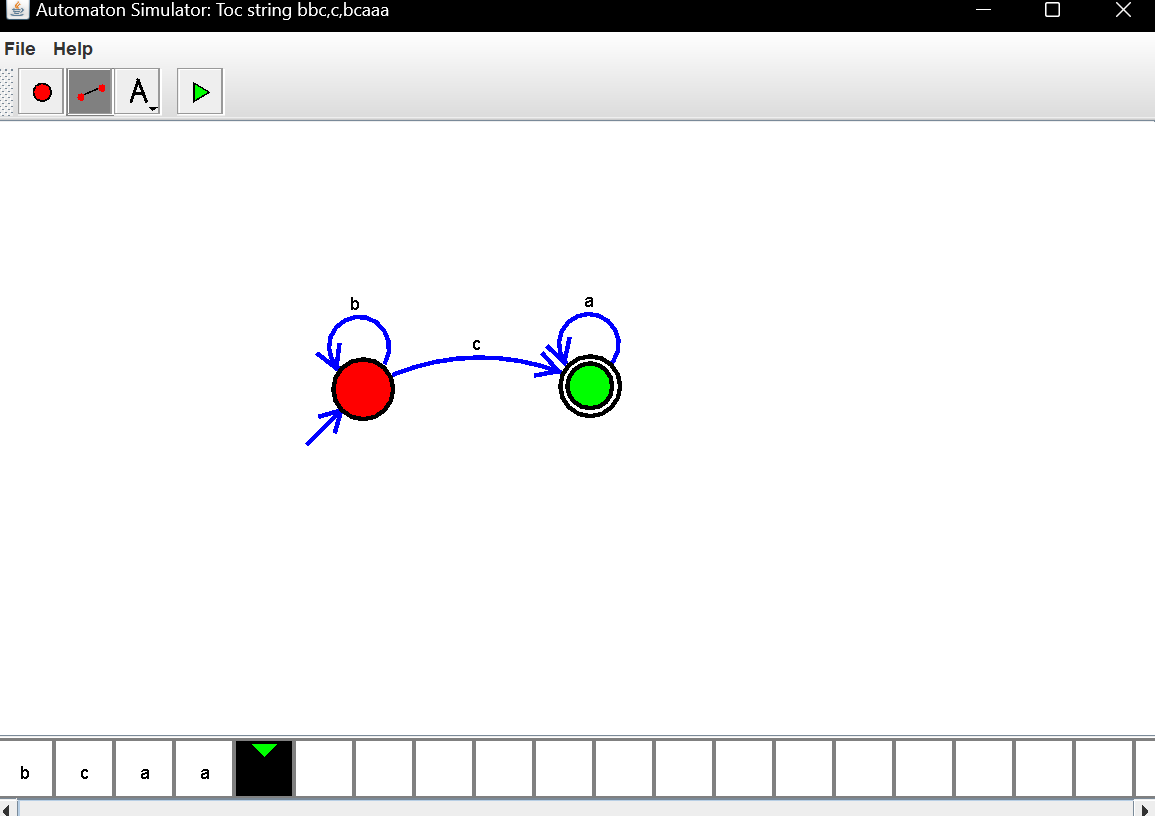 Automaton Simulator: Toc string bbc,c,bcaaa
File Help
A
b a
c
b c a a